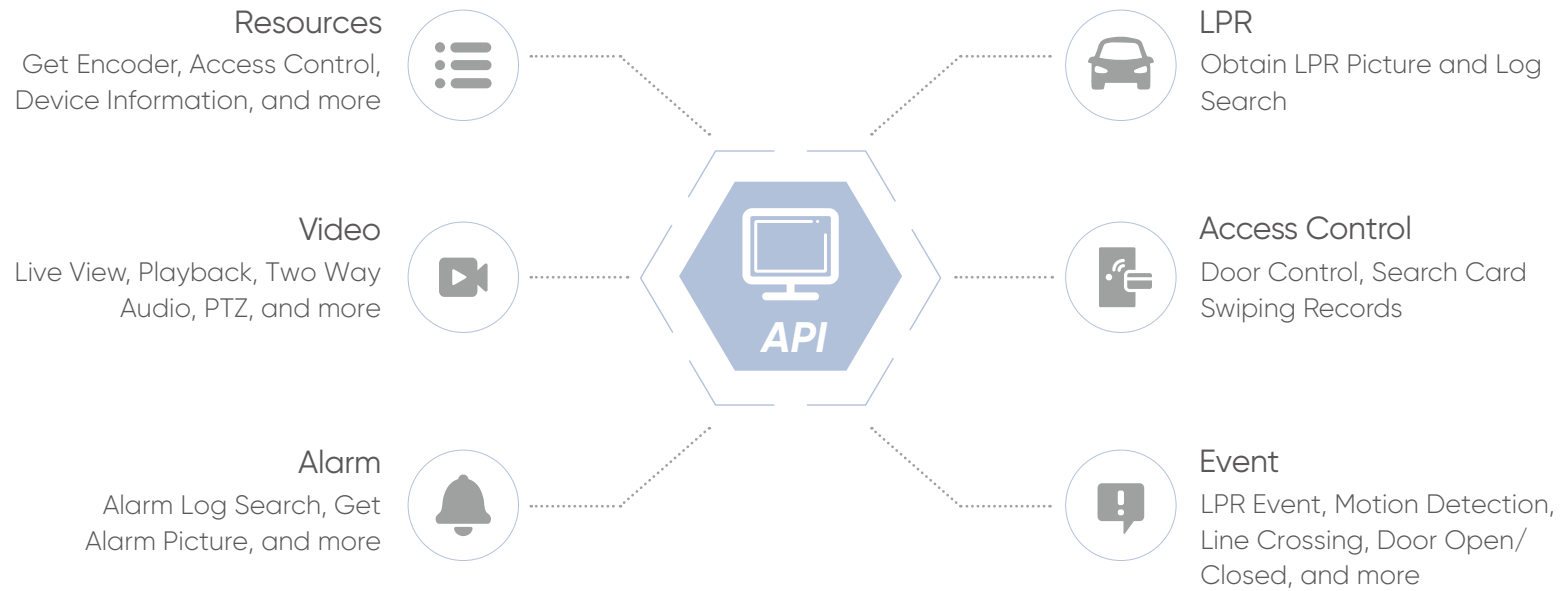 Resources
Get Encoder, Access Control,
Device Information, and more
Video
Live View, Playback, Two Way
Audio, PTZ, and more
Alarm
Alarm Log Search, Get
Alarm Picture, and more
API
LPR
Obtain LPR Picture and Log
Search
Access Control
Door Control, Search Card
Swiping Records
Event
LPR Event, Motion Detection,
Line Crossing, Door Open/
Closed, and more